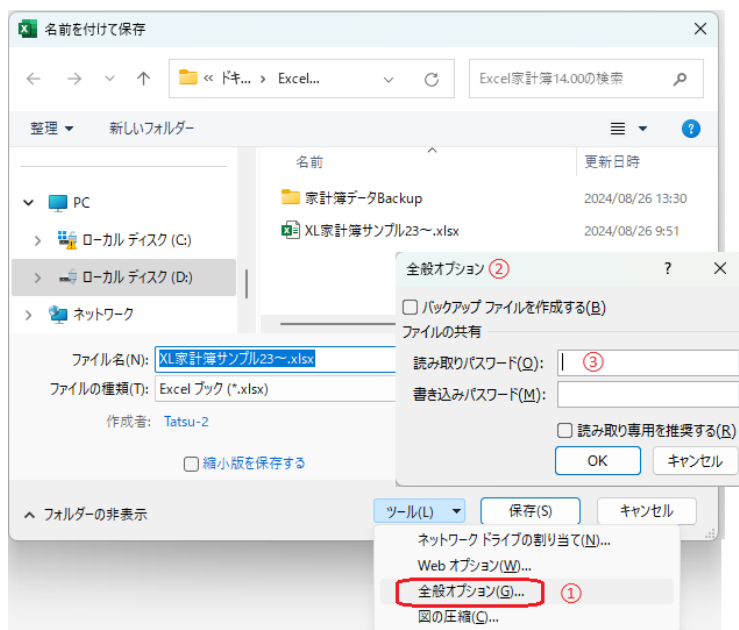 名前を付けて保存
« ドキ... › Excel...
Excel家計簿14.00の検索
整理
新しいフォルダー
名前
更新日時
PC
家計簿データBackup
2024/08/26 13:30
XL家計簿サンプル23～.xlsx
2024/08/26 9:51
ローカル ディスク (C:)
ローカル ディスク (D:)
ネットワーク
全般オプション ②
?
バックアップ ファイルを作成する(B)
ファイルの共有
読み取りパスワード(O): ③
書き込みパスワード(M):
読み取り専用を推奨する(R)
OK
キャンセル
ファイル名(N): XL家計簿サンプル23～.xlsx
ファイルの種類(T): Excel ブック (*.xlsx)
作成者: Tatsu-2
縮小版を保存する
フォルダーの非表示
ツール(L)
保存(S)
キャンセル
ネットワーク ドライブの割り当て(N)...
Web オプション(W)...
全般オプション(G)... ①
図の圧縮(C)...